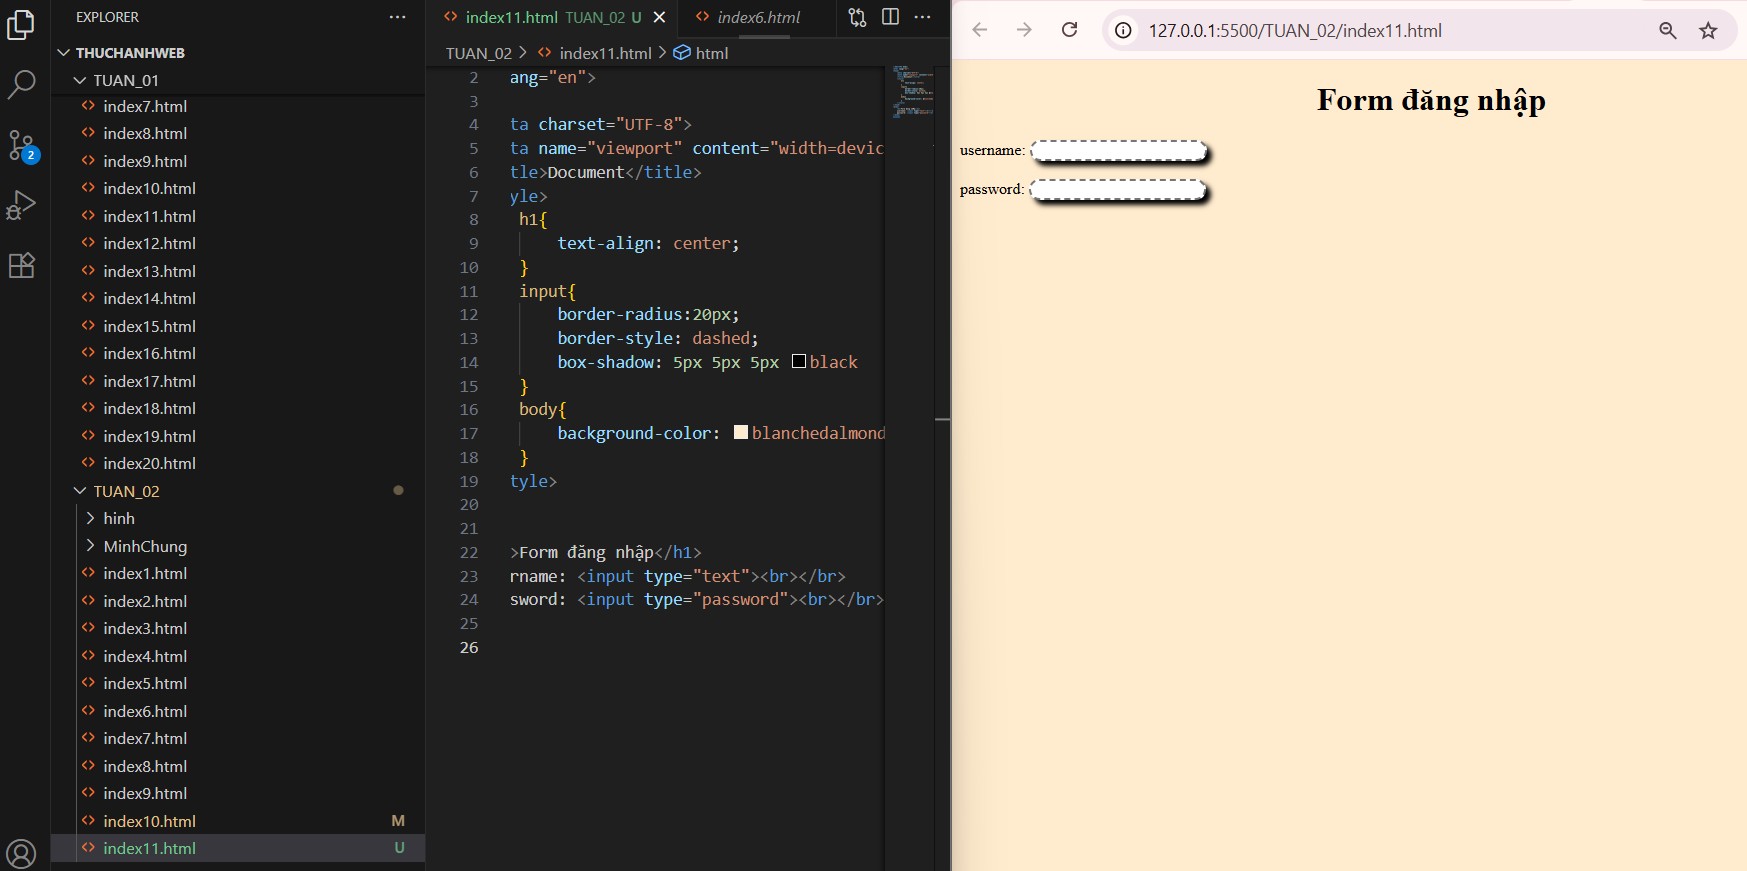 EXPLORER
THUCHANHWEB
TUAN_01
index7.html
index8.html
index9.html
index10.html
index11.html
index12.html
index13.html
index14.html
index15.html
index16.html
index17.html
index18.html
index19.html
index20.html
TUAN_02
hinh
MinhChung
index1.html
index2.html
index3.html
index4.html
index5.html
index6.html
index7.html
index8.html
index9.html
index10.html M
index11.html U
2
index11.html TUAN_02 U index6.html
TUAN_02 > index11.html > html
2 ang="en">
3
4 ta charset="UTF-8">
5 ta name="viewport" content="width=devic
6 tle>Document</title>
7 yle>
8 h1{
9 text-align: center;
10 }
11 input{
12 border-radius:20px;
13 border-style: dashed;
14 box-shadow: 5px 5px 5px black
15 }
16 body{
17 background-color: blanchedalmond
18 }
19 tyle>
20
21
22 >Form đăng nhập</h1>
23 rname: <input type="text"><br></br>
24 sword: <input type="password"><br></br>
25
26
127.0.0.1:5500/TUAN_02/index11.html
Form đăng nhập
username:
password: